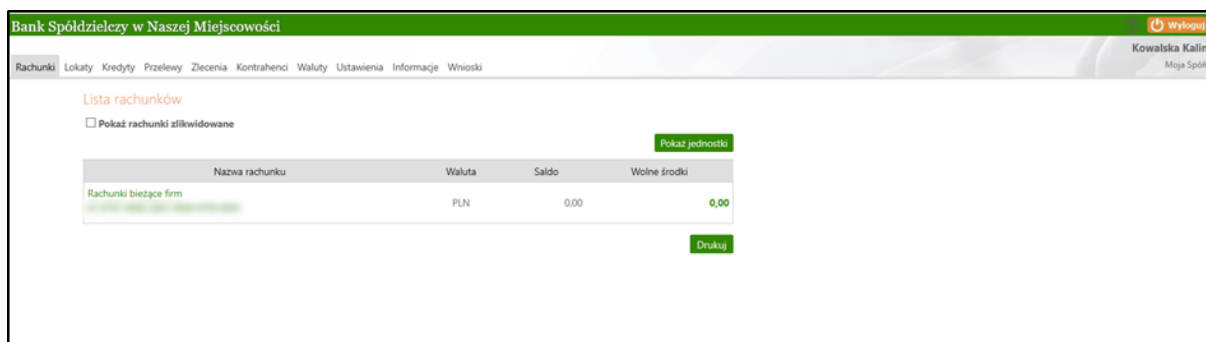 Bank Spółdzielczy w Naszej Miejscowości
Wyloguj
Kowalska Kalin
Moja Spół
Rachunki Lokaty Kredyty Przelewy Zlecenia Kontrahenci Waluty Ustawienia Informacje Wnioski
Lista rachunków
Pokaż rachunki zlikwidowane
Pokaż jednostki
Nazwa rachunku Waluta Saldo Wolne środki
Rachunki bieżące firm
PLN 0,00 0,00
Drukuj